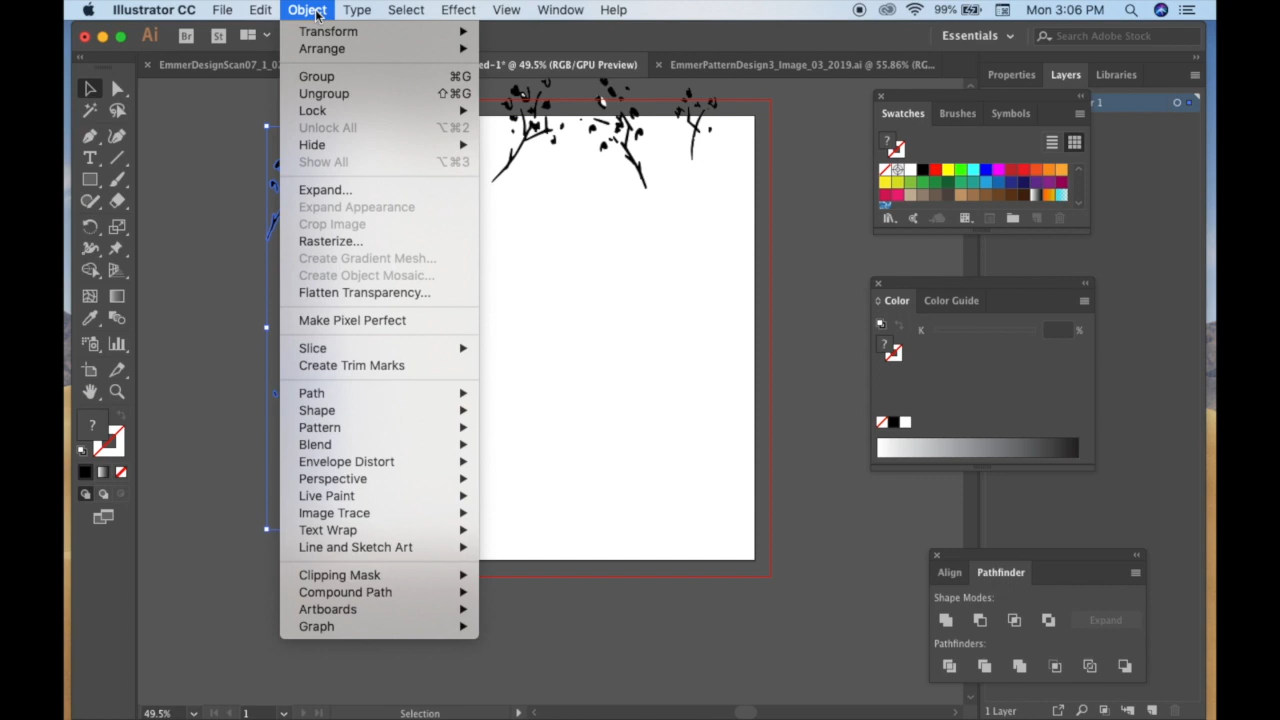 Illustrator CC File Edit Object Type Select Effect View Window Help 99% Mon 3:06 PM
Ai Br St Essentials Search Adobe Stock
EmmerDesignScan07_1_0 ed-1* @ 49.5% (RGB/GPU Preview) EmmerPatternDesign3_Image_03_2019.ai @ 55.86% (RG...
Properties Layers Libraries
r 1
Transform
Arrange
Group ⌘G
Ungroup ⇧⌘G
Lock
Unlock All ⌥⌘2
Hide
Show All ⌥⌘3
Expand...
Expand Appearance
Crop Image
Rasterize...
Create Gradient Mesh...
Create Object Mosaic...
Flatten Transparency...
Make Pixel Perfect
Slice
Create Trim Marks
Path
Shape
Pattern
Blend
Envelope Distort
Perspective
Live Paint
Image Trace
Text Wrap
Line and Sketch Art
Clipping Mask
Compound Path
Artboards
Graph
Swatches Brushes Symbols
?
Color Color Guide
K %
?
?
Align Pathfinder
Shape Modes:
Expand
Pathfinders:
49.5% 1 Selection 1 Layer